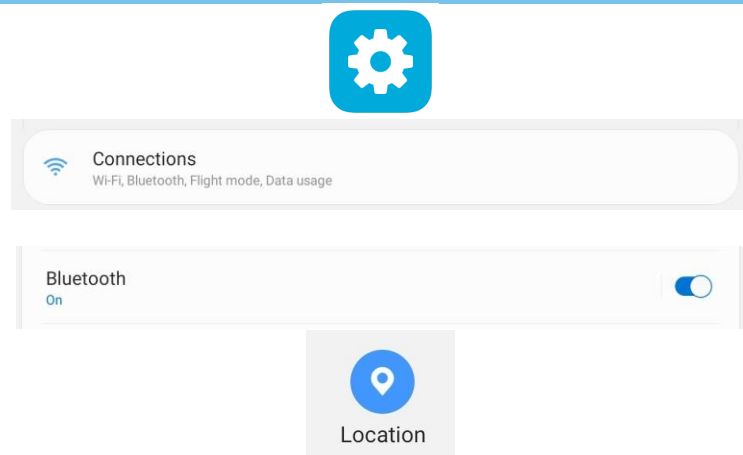 Connections
Wi-Fi, Bluetooth, Flight mode, Data usage
Bluetooth
On
Location